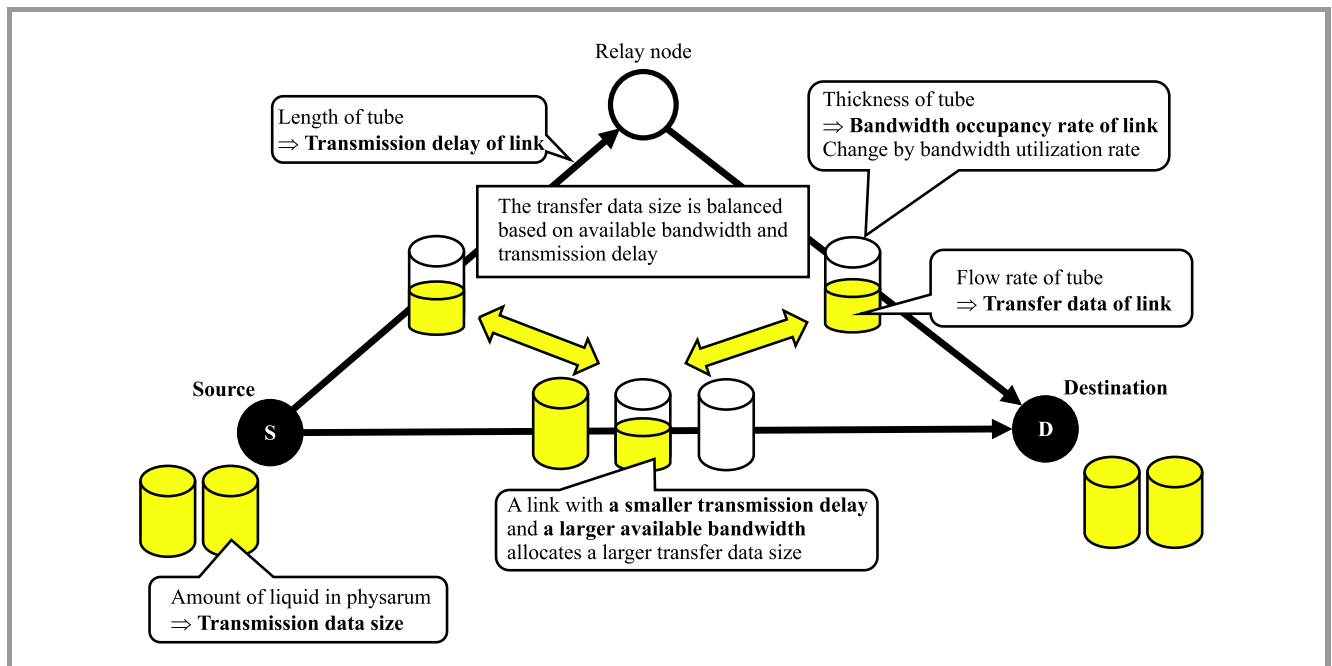 Relay node
Length of tube
⇒ Transmission delay of link
Thickness of tube
⇒ Bandwidth occupancy rate of link
Change by bandwidth utilization rate
The transfer data size is balanced
based on available bandwidth and
transmission delay
Flow rate of tube
⇒ Transfer data of link
Source
S
Destination
D
A link with a smaller transmission delay
and a larger available bandwidth
allocates a larger transfer data size
Amount of liquid in physarum
⇒ Transmission data size